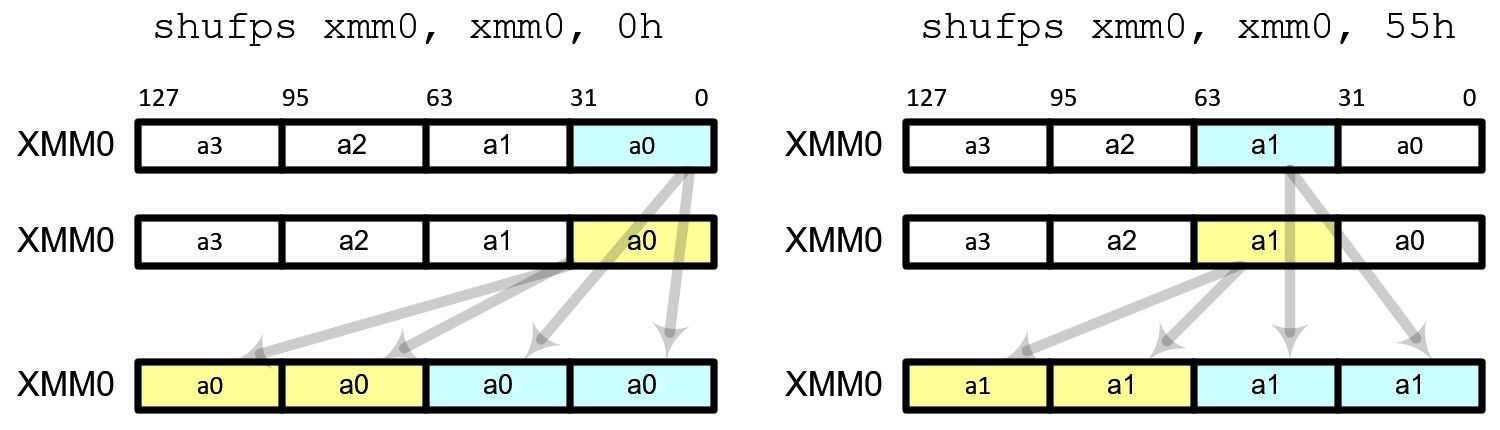 shufps xmm0, xmm0, 0h
127 95 63 31 0
XMM0 a3 a2 a1 a0
XMM0 a3 a2 a1 a0
XMM0 a0 a0 a0 a0
shufps xmm0, xmm0, 55h
127 95 63 31 0
XMM0 a3 a2 a1 a0
XMM0 a3 a2 a1 a0
XMM0 a1 a1 a1 a1